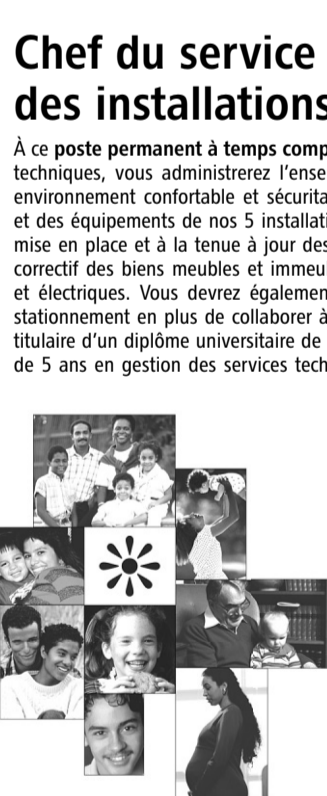 Chef du service
des installations
À ce poste permanent à temps comp
techniques, vous administrerez l'ense
environnement confortable et sécurita
et des équipements de nos 5 installati
mise en place et à la tenue à jour des
correctif des biens meubles et immeu
et électriques. Vous devrez égalemen
stationnement en plus de collaborer à
titulaire d'un diplôme universitaire de
de 5 ans en gestion des services tech